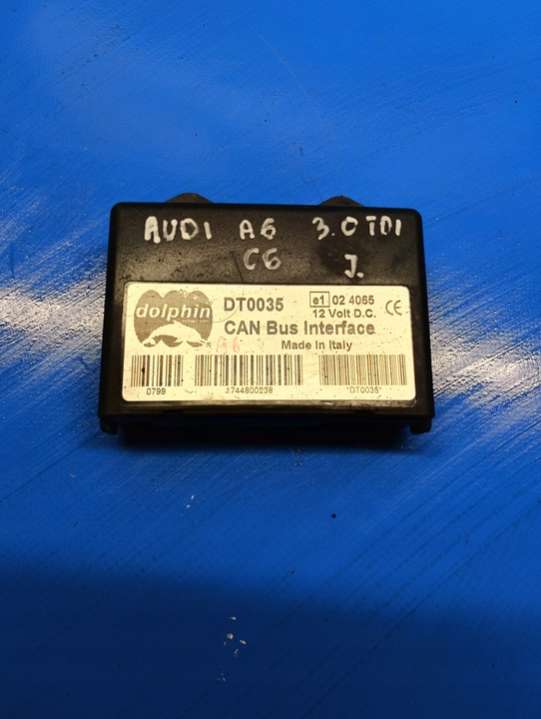 AUDI A6 3.0 TDI
C6 J.
dolphin DT0035 e1 02 4065
12 Volt D.C. CE
CAN Bus Interface
A6 Made In Italy
0799 3744800238 *DT0035*